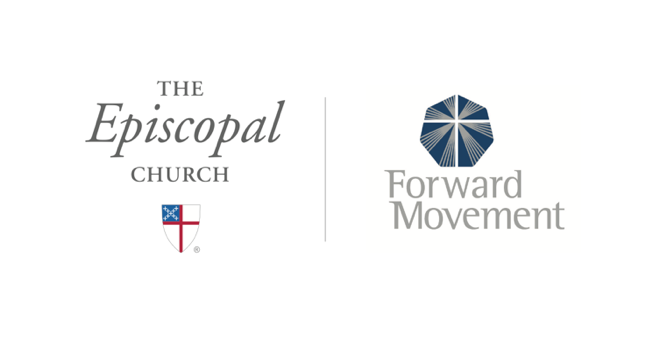 THE
Episcopal
CHURCH
®
Forward
Movement